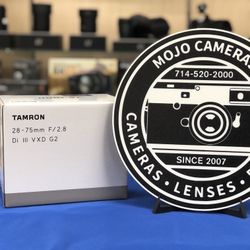 TAMRON
28-75mm F/2.8
Di III VXD G2
MOJO CAMERA
714-520-2000
SINCE 2007
CAMERAS • LENSES •